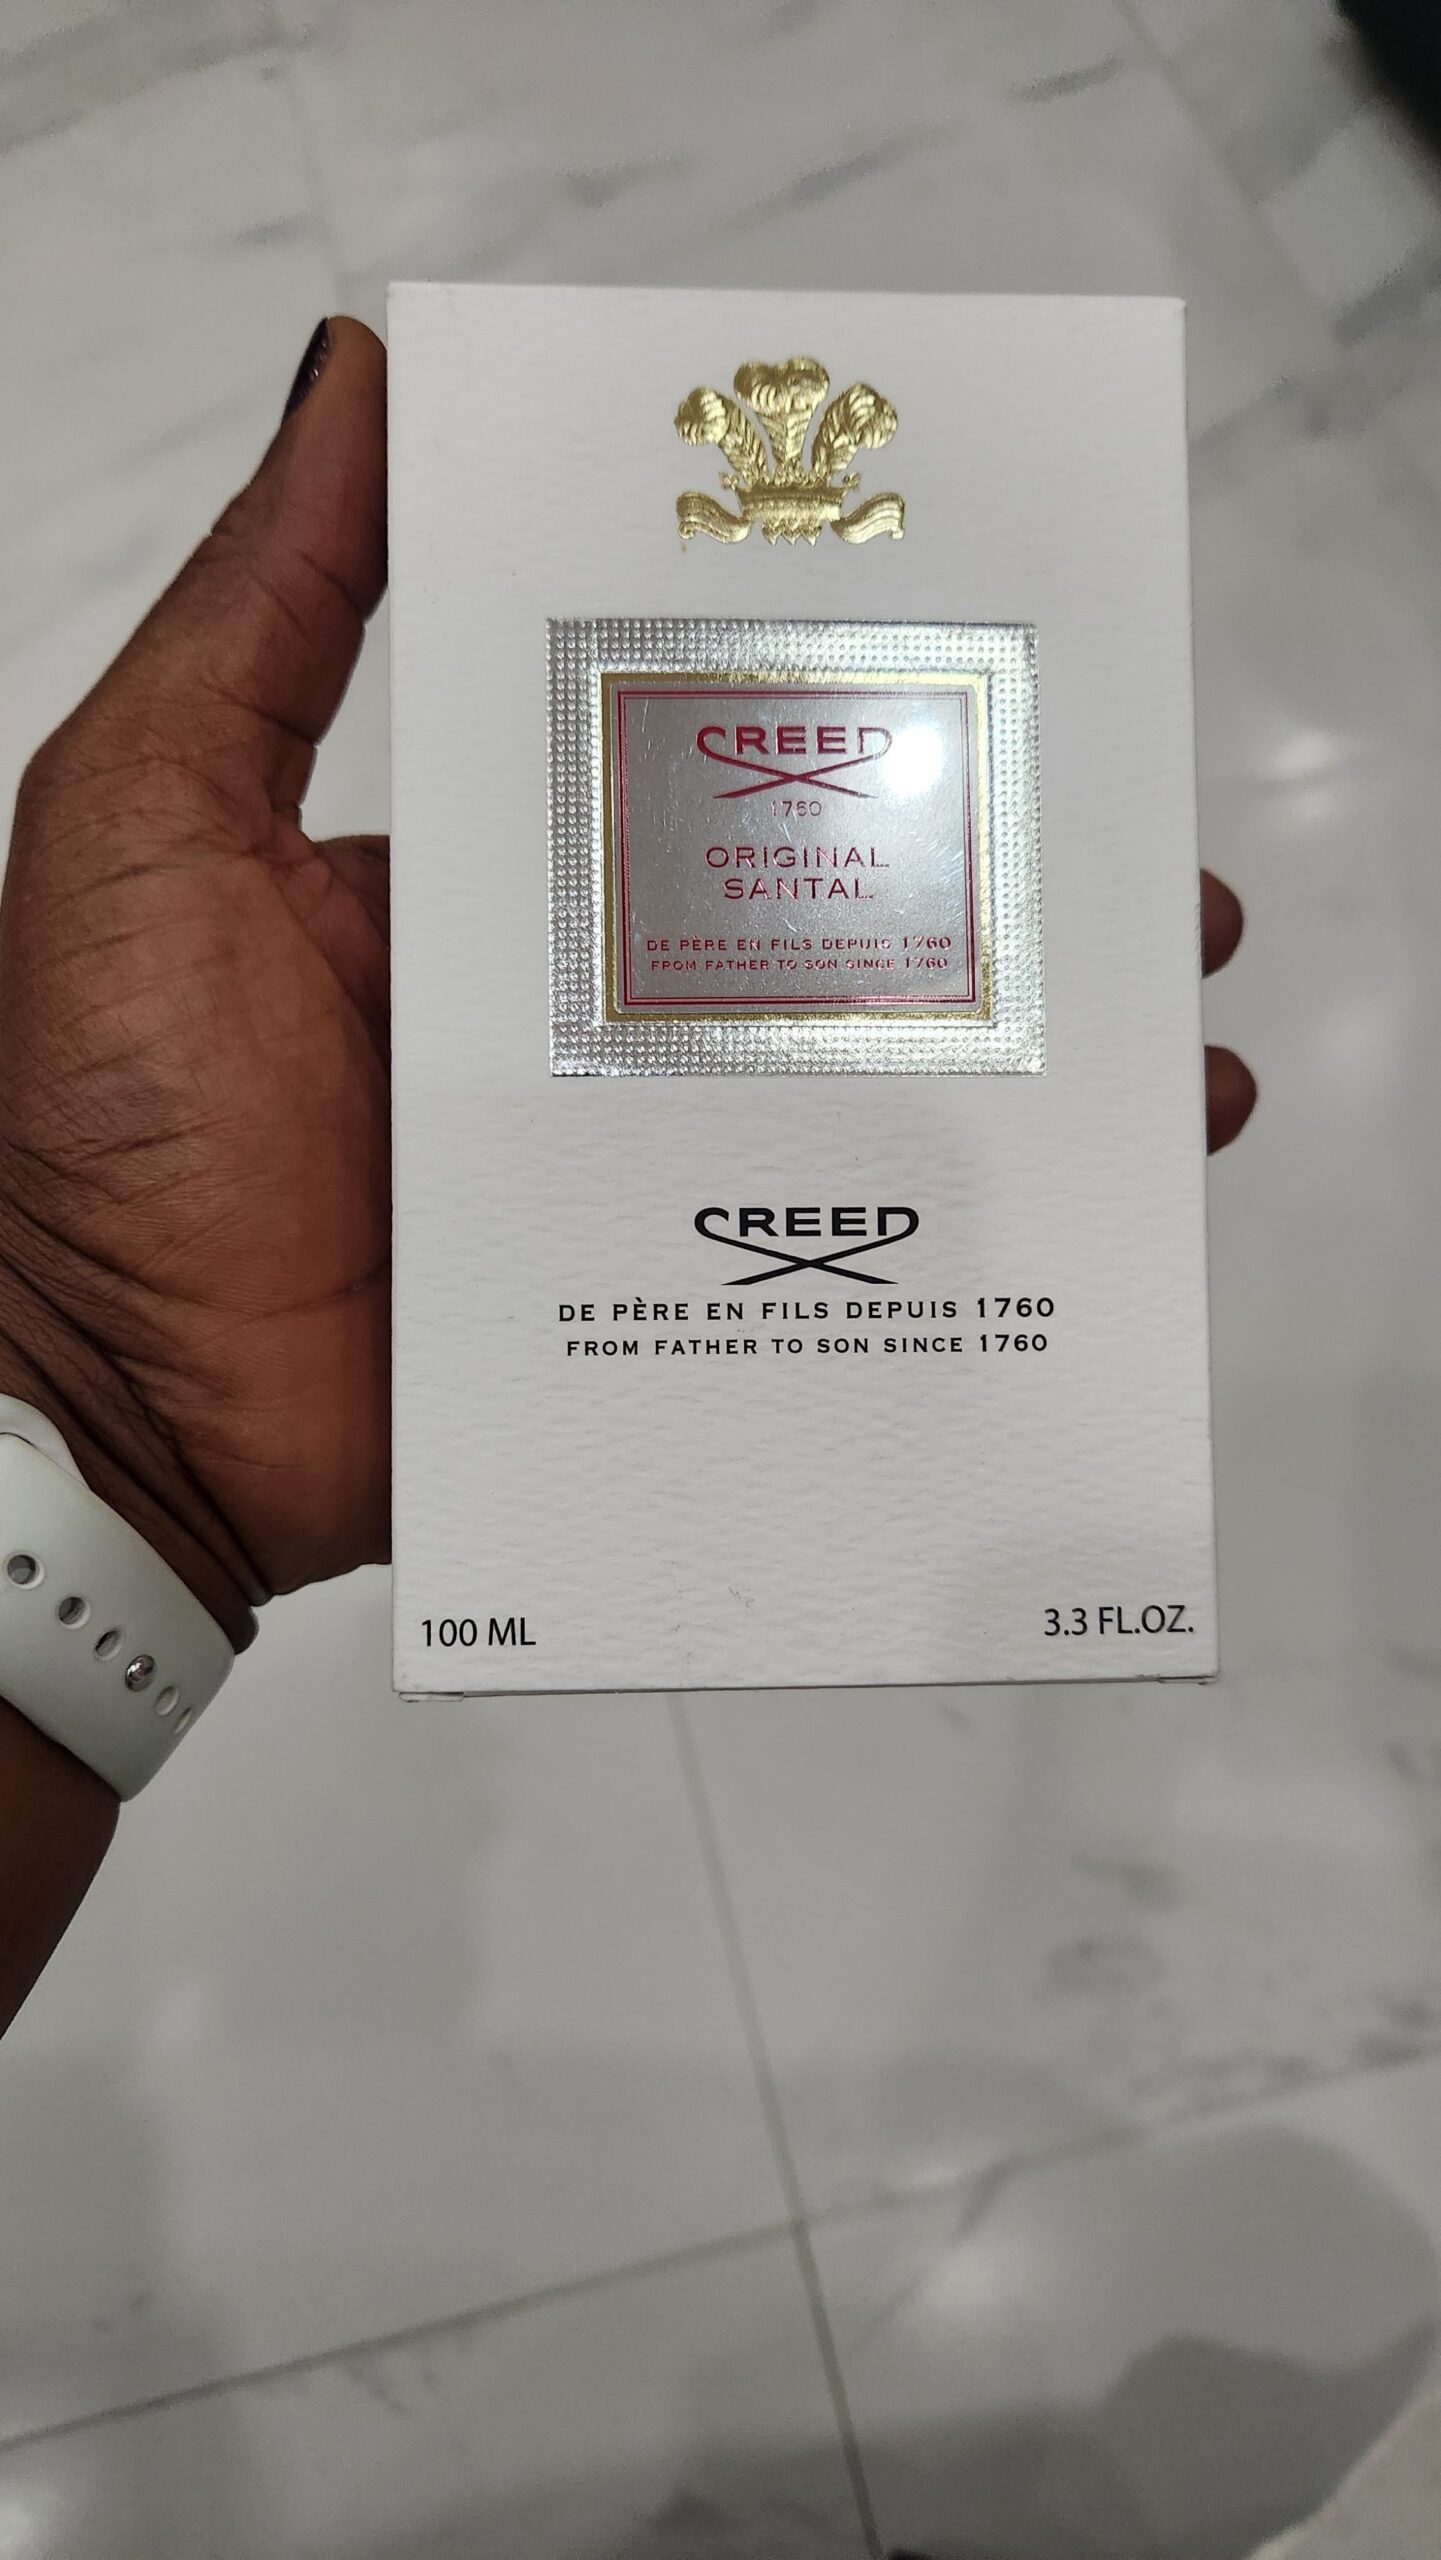 CREED
1760
ORIGINAL
SANTAL
DE PÈRE EN FILS DEPUIS 1760
FROM FATHER TO SON SINCE 1760
CREED
DE PÈRE EN FILS DEPUIS 1760
FROM FATHER TO SON SINCE 1760
100 ML
3.3 FL.OZ.